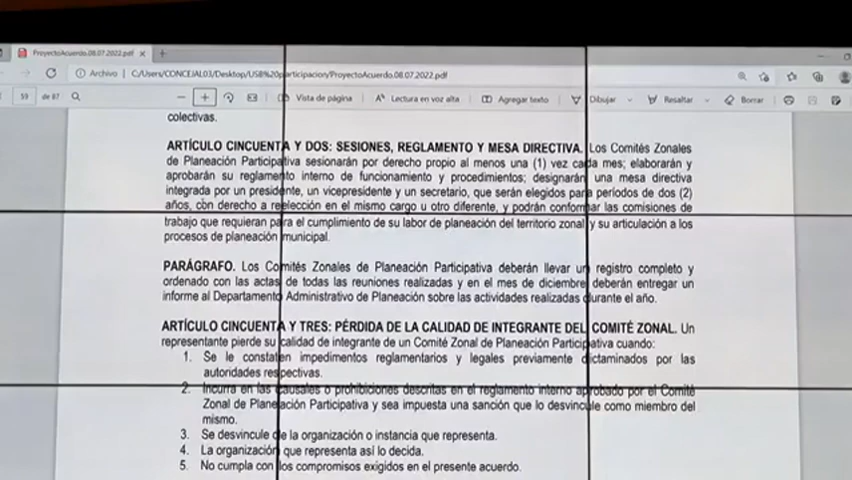 ProyectoAcuerdo.08.07.2022.pdf
Archivo | C:/Users/CONCEJAL03/Desktop/USB%20participacion/ProyectoAcuerdo.08.07.2022.pdf
59 de 87 Vista de página Lectura en voz alta Agregar texto Dibujar Resaltar Borrar
colectivas.
ARTÍCULO CINCUENTA Y DOS: SESIONES, REGLAMENTO Y MESA DIRECTIVA. Los Comités Zonales
de Planeación Participativa sesionarán por derecho propio al menos una (1) vez cada mes; elaborarán y
aprobarán su reglamento interno de funcionamiento y procedimientos; designarán una mesa directiva
integrada por un presidente, un vicepresidente y un secretario, que serán elegidos para períodos de dos (2)
años, con derecho a reelección en el mismo cargo u otro diferente, y podrán conformar las comisiones de
trabajo que requieran para el cumplimiento de su labor de planeación del territorio zonal y su articulación a los
procesos de planeación municipal.
PARÁGRAFO. Los Comités Zonales de Planeación Participativa deberán llevar un registro completo y
ordenado con las actas de todas las reuniones realizadas y en el mes de diciembre deberán entregar un
informe al Departamento Administrativo de Planeación sobre las actividades realizadas durante el año.
ARTÍCULO CINCUENTA Y TRES: PÉRDIDA DE LA CALIDAD DE INTEGRANTE DEL COMITÉ ZONAL. Un
representante pierde su calidad de integrante de un Comité Zonal de Planeación Participativa cuando:
1. Se le constaten impedimentos reglamentarios y legales previamente dictaminados por las
autoridades respectivas.
2. Incurra en las causales o prohibiciones descritas en el reglamento interno aprobado por el Comité
Zonal de Planeación Participativa y sea impuesta una sanción que lo desvincule como miembro del
mismo.
3. Se desvincule de la organización o instancia que representa.
4. La organización que representa así lo decida.
5. No cumpla con los compromisos exigidos en el presente acuerdo.